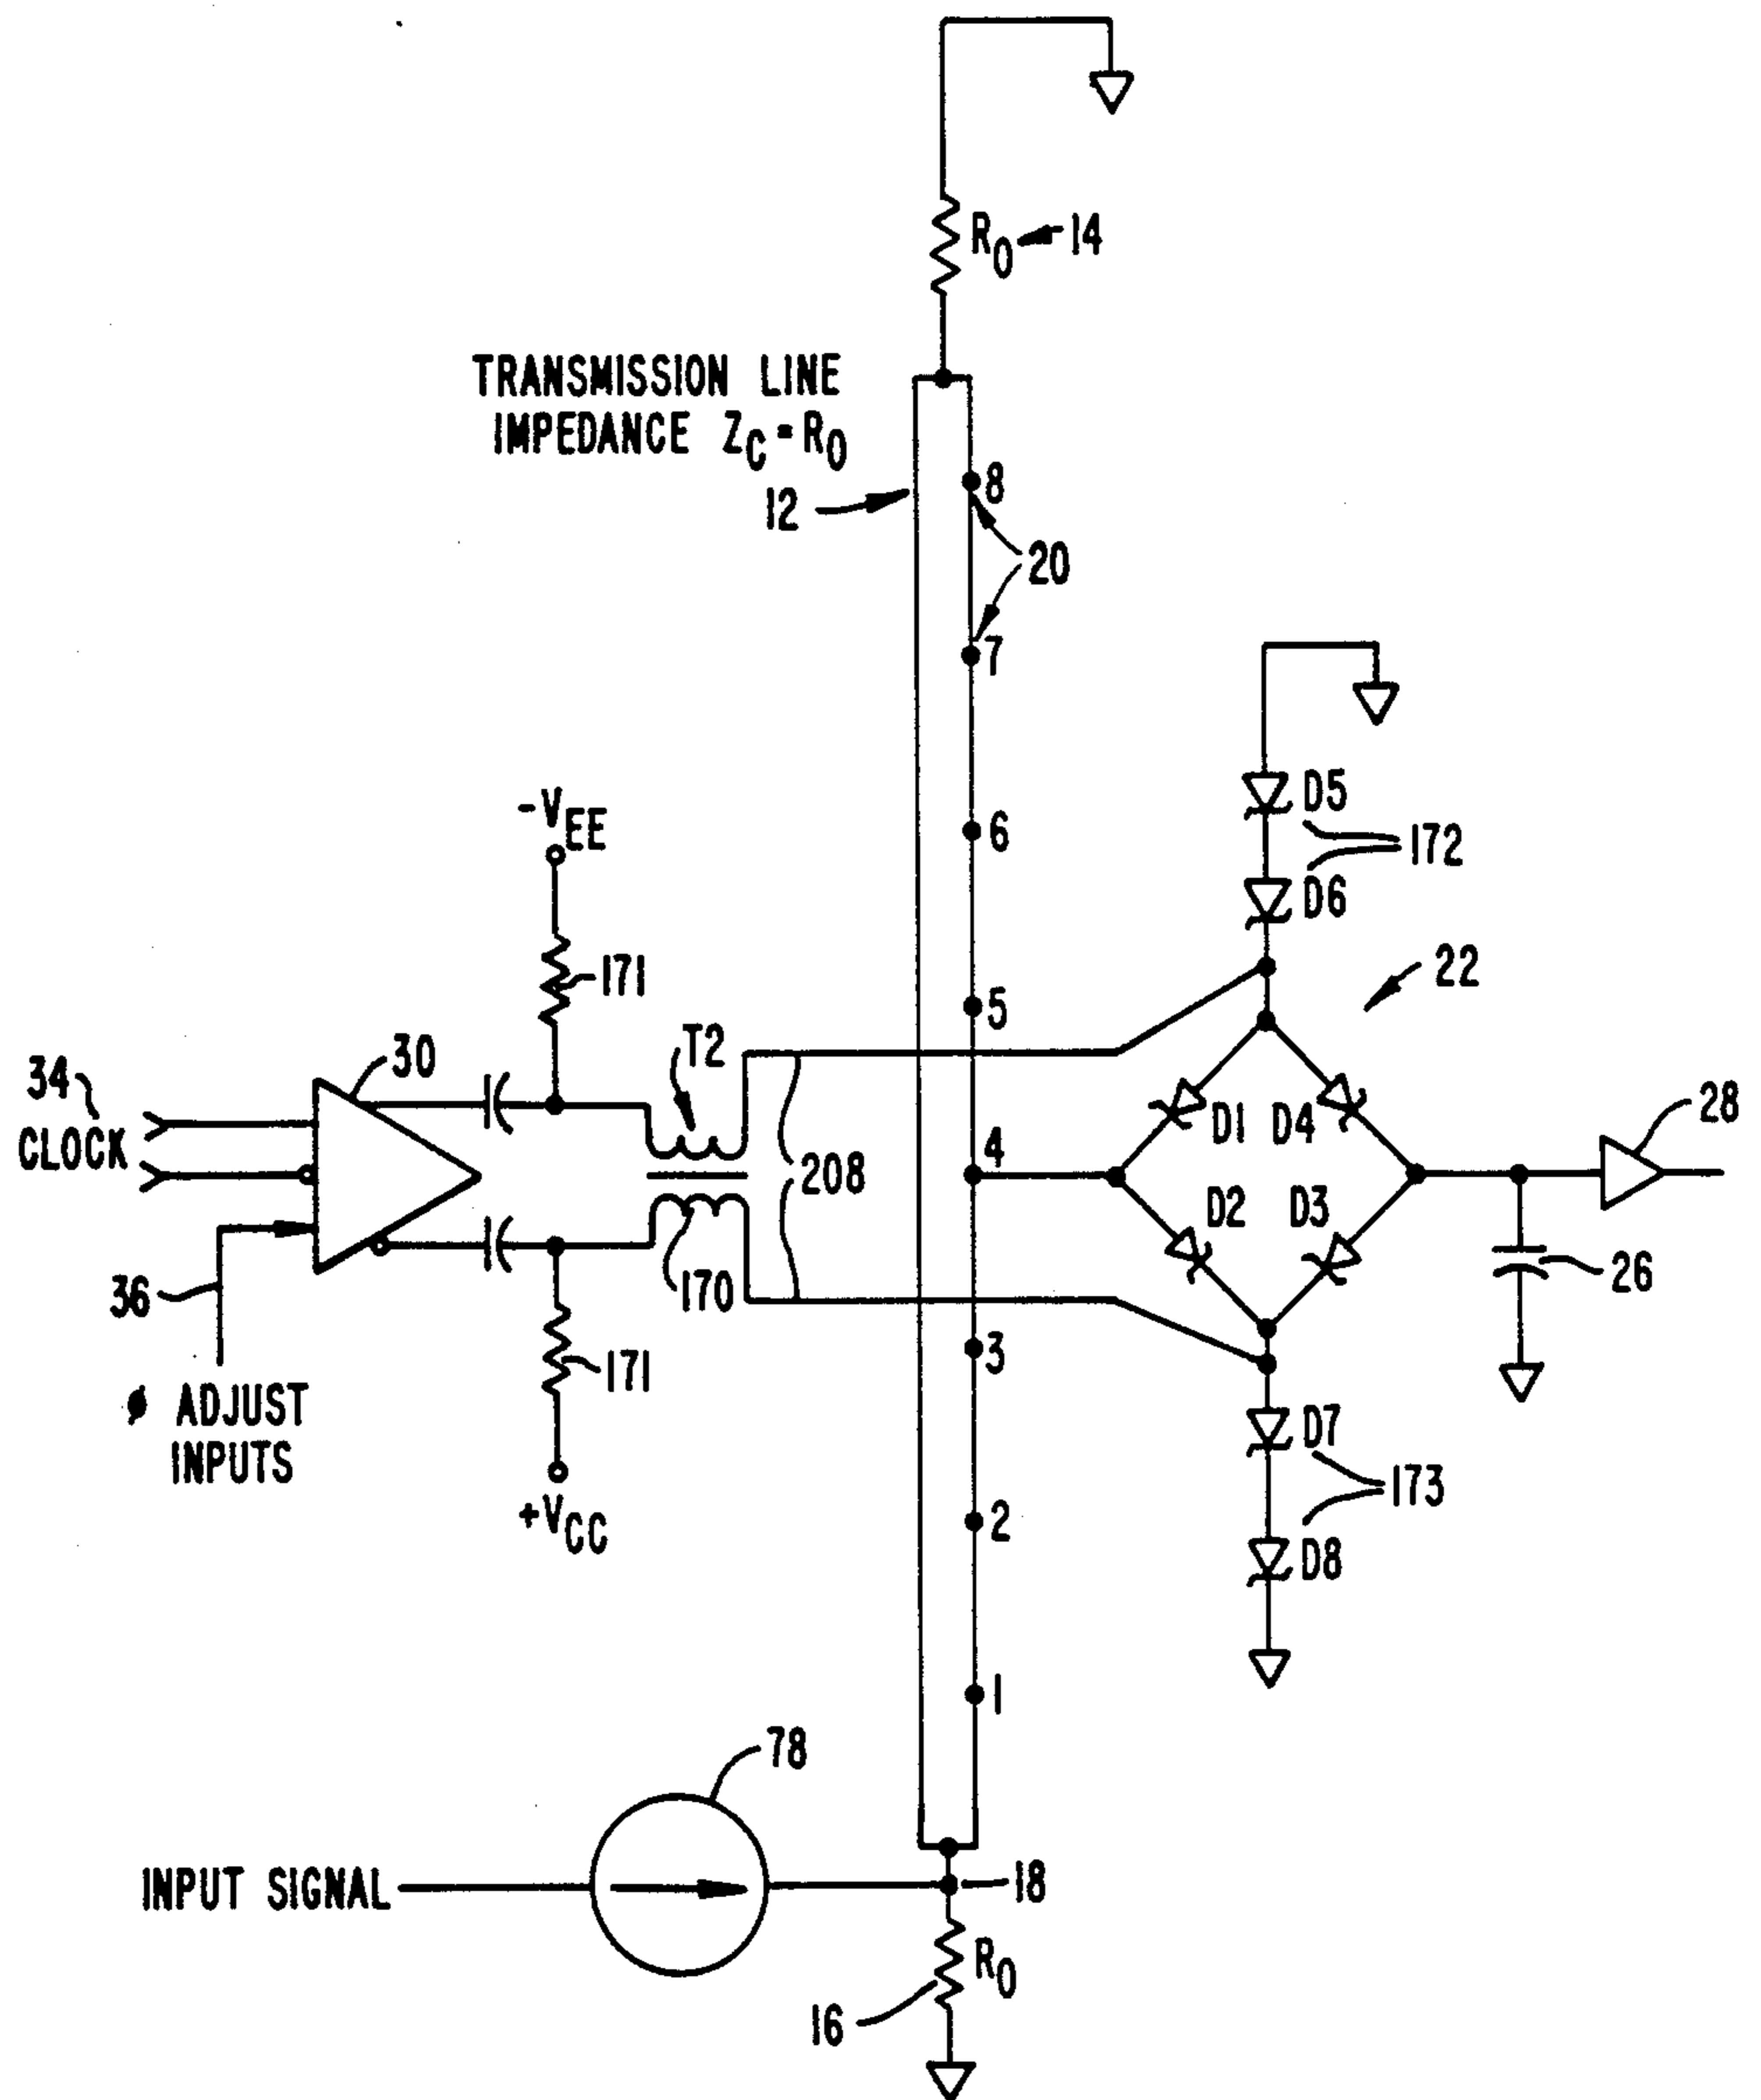 R0 14
TRANSMISSION LINE
IMPEDANCE ZC = R0
12
8
20
7
D5
172
-VEE
6
D6
171
22
5
T2
34
30
CLOCK
D1 D4
28
4
208
D2 D3
170
26
36
3
171
D7
ø ADJUST
INPUTS
173
+VCC
2
D8
1
78
INPUT SIGNAL
18
R0
16